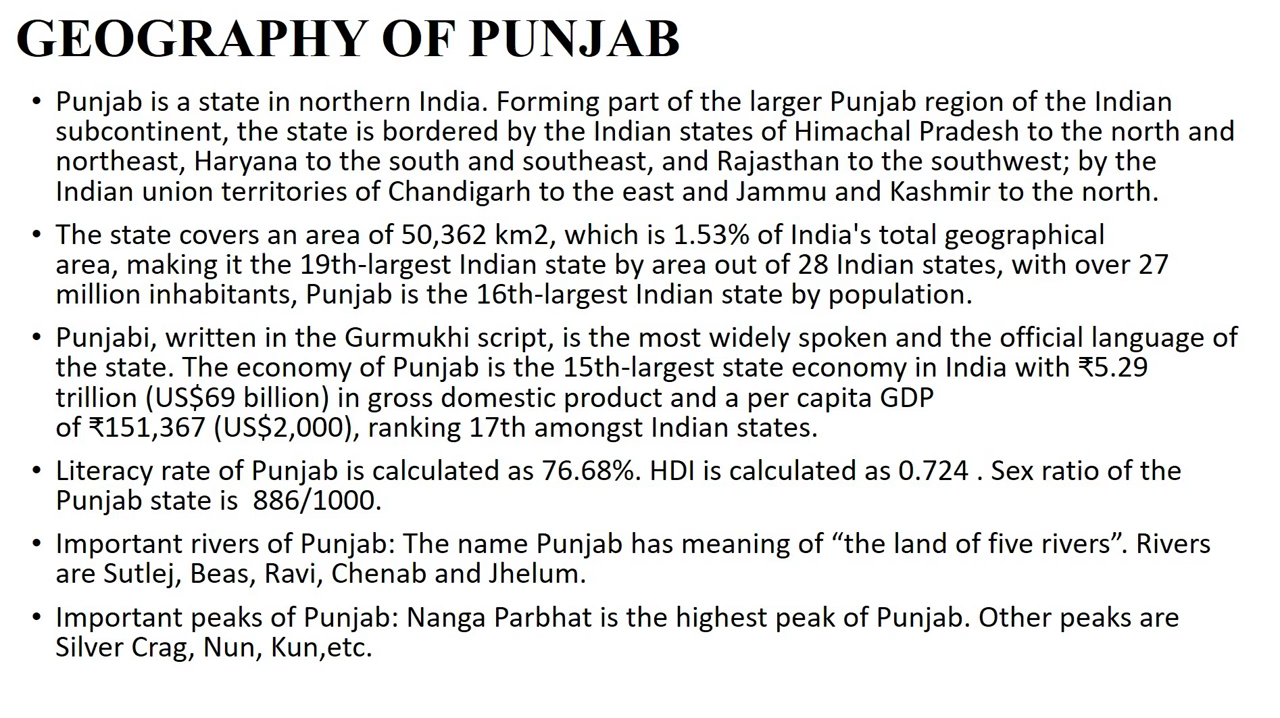 GEOGRAPHY OF PUNJAB
• Punjab is a state in northern India. Forming part of the larger Punjab region of the Indian
subcontinent, the state is bordered by the Indian states of Himachal Pradesh to the north and
northeast, Haryana to the south and southeast, and Rajasthan to the southwest; by the
Indian union territories of Chandigarh to the east and Jammu and Kashmir to the north.
• The state covers an area of 50,362 km2, which is 1.53% of India's total geographical
area, making it the 19th-largest Indian state by area out of 28 Indian states, with over 27
million inhabitants, Punjab is the 16th-largest Indian state by population.
• Punjabi, written in the Gurmukhi script, is the most widely spoken and the official language of
the state. The economy of Punjab is the 15th-largest state economy in India with ₹5.29
trillion (US$69 billion) in gross domestic product and a per capita GDP
of ₹151,367 (US$2,000), ranking 17th amongst Indian states.
• Literacy rate of Punjab is calculated as 76.68%. HDI is calculated as 0.724 . Sex ratio of the
Punjab state is  886/1000.
• Important rivers of Punjab: The name Punjab has meaning of “the land of five rivers”. Rivers
are Sutlej, Beas, Ravi, Chenab and Jhelum.
• Important peaks of Punjab: Nanga Parbhat is the highest peak of Punjab. Other peaks are
Silver Crag, Nun, Kun,etc.